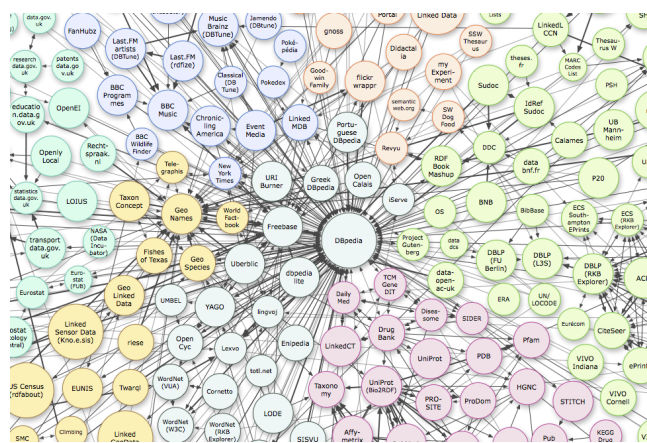 data.gov.
uk
FanHubz
Last.FM
artists
(DBTune)
Last.FM
(rdfize)
Music
Brainz
(DBTune)
Jamendo
(DBtune)
Poké-
pédia
gnoss
Portal
Linked Data
Lists
LinkedL
CCN
Thesau-
rus W
SSW
Thesaur
us
theses.
fr
MARC
Codes
List
research
data.gov.
uk
patents
data.go
v.uk
BBC
Program
mes
Classical
(DB
Tune)
Pokedex
Good-
win
Family
flickr
wrappr
Didactal
ia
my
Experi-
ment
Sudoc
PSH
educatio
n.data.g
ov.uk
OpenEI
BBC
Music
Chronic-
ling
America
Event
Media
Linked
MDB
Portu-
guese
DBpedia
semantic
web.org
SW
Dog
Food
IdRef
Sudoc
UB
Mann-
heim
Openly
Local
Recht-
spraak.
nl
BBC
Wildlife
Finder
Revyu
DDC
Calames
Tele-
graphis
New
York
Times
URI
Burner
Greek
DBpedia
Open
Calais
RDF
Book
Mashup
data
bnf.fr
statistics
data.gov.
uk
LOIUS
Taxon
Concept
Geo
Names
World
Fact-
book
Freebase
iServe
BNB
P20
OS
BibBase
ECS
South-
ampton
EPrints
ECS
(RKB
Explorer)
DBpedia
Project
Guten-
berg
data
dcs
DBLP
(FU
Berlin)
DBLP
(L3S)
DBLP
(RKB
Explorer)
transport
data.gov.
uk
NASA
(Data
Incu-
bator)
Fishes
of Texas
Geo
Species
Uberblic
dbpedia
lite
data-
open-
ac-uk
Eurostat
Euro-
stat
(FUB)
Geo
Linked
Data
UMBEL
YAGO
lingvoj
Daily
Med
TCM
Gene
DIT
Disea-
some
SIDER
ERA
UN/
LOCODE
CiteSeer
Eunicom
Linked
Sensor Data
(Kno.e.sis)
riese
Open
Cyc
Lexvo
Enipedia
LinkedCT
Drug
Bank
Pfam
VIVO
Indiana
ePrints
US Census
(rdfabout)
EUNIS
Twarql
WordNet
(VUA)
Cornetto
totl.net
Taxono
my
UniProt
UniProt
(Bio2RDF)
PDB
HGNC
STITCH
VIVO
Cornell
PRO-
SITE
ProDom
SMC
Climbing
WordNet
(W3C)
WordNet
(RKB
Explorer)
LODE
SISVU
Affy-
metrix
Pub
KEGG
Drug